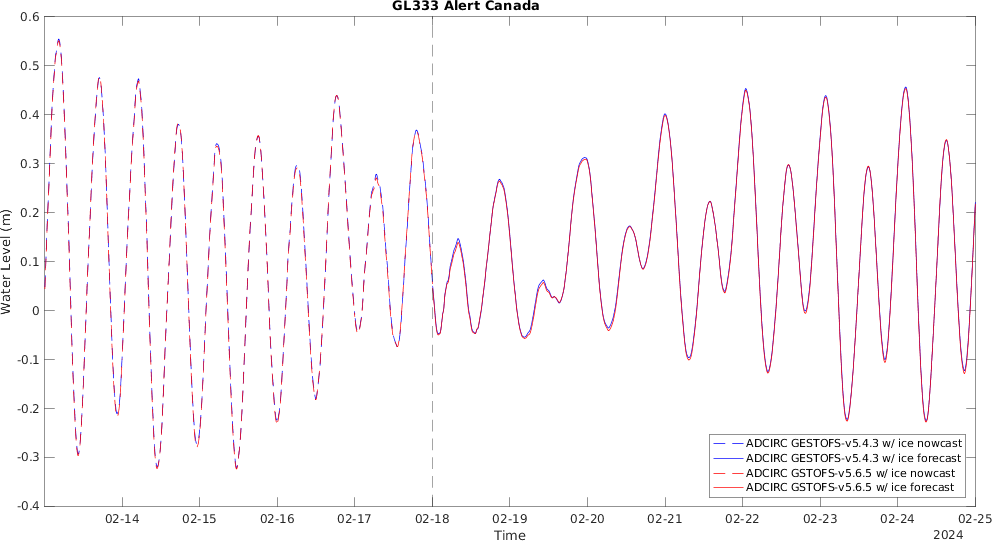 GL333 Alert Canada
0.6
0.5
0.4
0.3
0.2
0.1
0
-0.1
-0.2
-0.3
-0.4
Water Level (m)
ADCIRC GESTOFS-v5.4.3 w/ ice nowcast
ADCIRC GESTOFS-v5.4.3 w/ ice forecast
ADCIRC GSTOFS-v5.6.5 w/ ice nowcast
ADCIRC GSTOFS-v5.6.5 w/ ice forecast
02-14 02-15 02-16 02-17 02-18 02-19 02-20 02-21 02-22 02-23 02-24 02-25
Time
2024